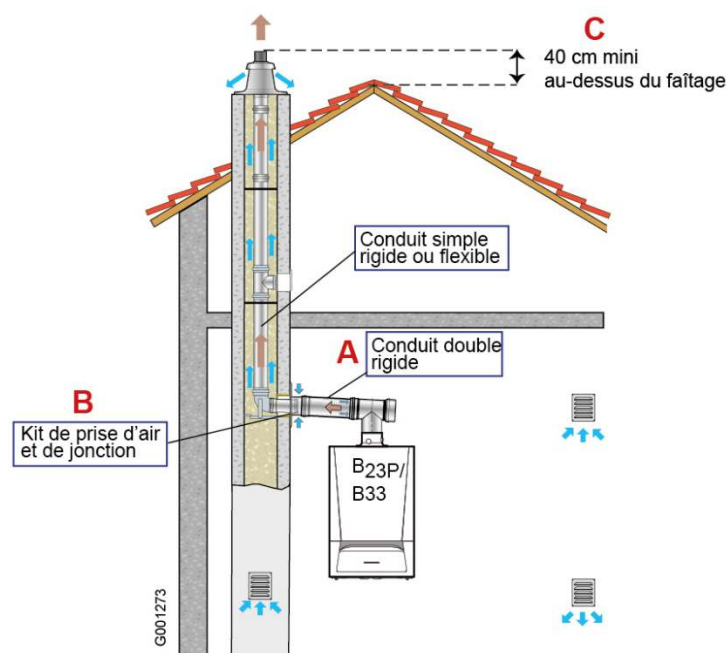 C
40 cm mini
au-dessus du faîtage
Conduit simple
rigide ou flexible
A
Conduit double
rigide
B
Kit de prise d'air
et de jonction
B23P/
B33
G001273